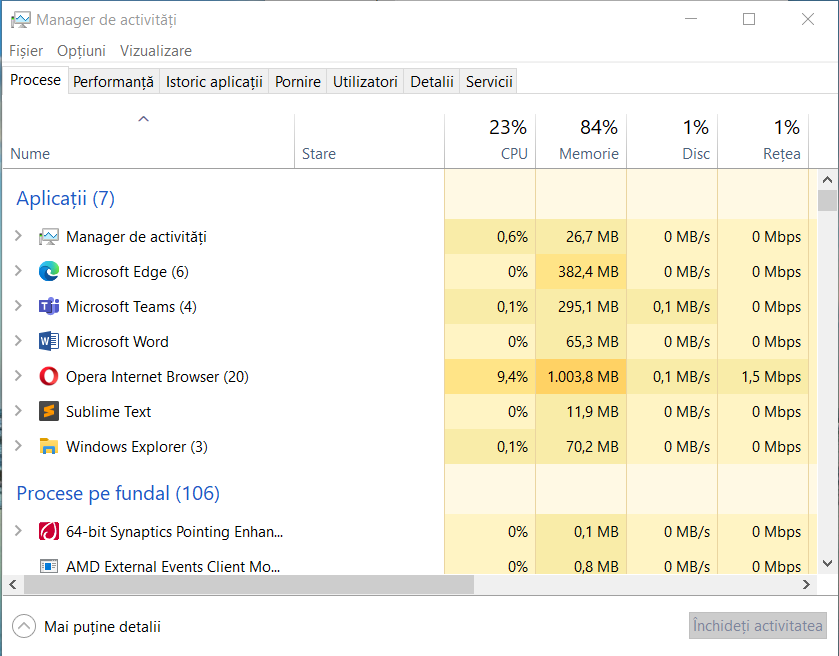 Manager de activități
Fișier Opțiuni Vizualizare
Procese Performanță Istoric aplicații Pornire Utilizatori Detalii Servicii
23% 84% 1% 1%
Nume Stare CPU Memorie Disc Rețea
Aplicații (7)
Manager de activități 0,6% 26,7 MB 0 MB/s 0 Mbps
Microsoft Edge (6) 0% 382,4 MB 0 MB/s 0 Mbps
Microsoft Teams (4) 0,1% 295,1 MB 0,1 MB/s 0 Mbps
Microsoft Word 0% 65,3 MB 0 MB/s 0 Mbps
Opera Internet Browser (20) 9,4% 1.003,8 MB 0,1 MB/s 1,5 Mbps
Sublime Text 0% 11,9 MB 0 MB/s 0 Mbps
Windows Explorer (3) 0,1% 70,2 MB 0 MB/s 0 Mbps
Procese pe fundal (106)
64-bit Synaptics Pointing Enhan... 0% 0,1 MB 0 MB/s 0 Mbps
AMD External Events Client Mo... 0% 0,8 MB 0 MB/s 0 Mbps
Mai puține detalii Închideți activitatea